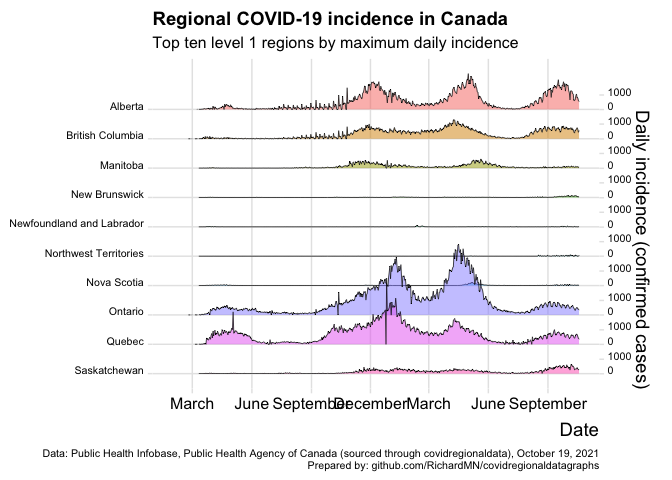 Regional COVID-19 incidence in Canada
Top ten level 1 regions by maximum daily incidence
Alberta
British Columbia
Manitoba
New Brunswick
Newfoundland and Labrador
Northwest Territories
Nova Scotia
Ontario
Quebec
Saskatchewan
1000
0
1000
0
1000
0
1000
0
1000
0
1000
0
1000
0
1000
0
1000
0
1000
0
Daily incidence (confirmed cases)
March June September December March June September
Date
Data: Public Health Infobase, Public Health Agency of Canada (sourced through covidregionaldata), October 19, 2021
Prepared by: github.com/RichardMN/covidregionaldatagraphs